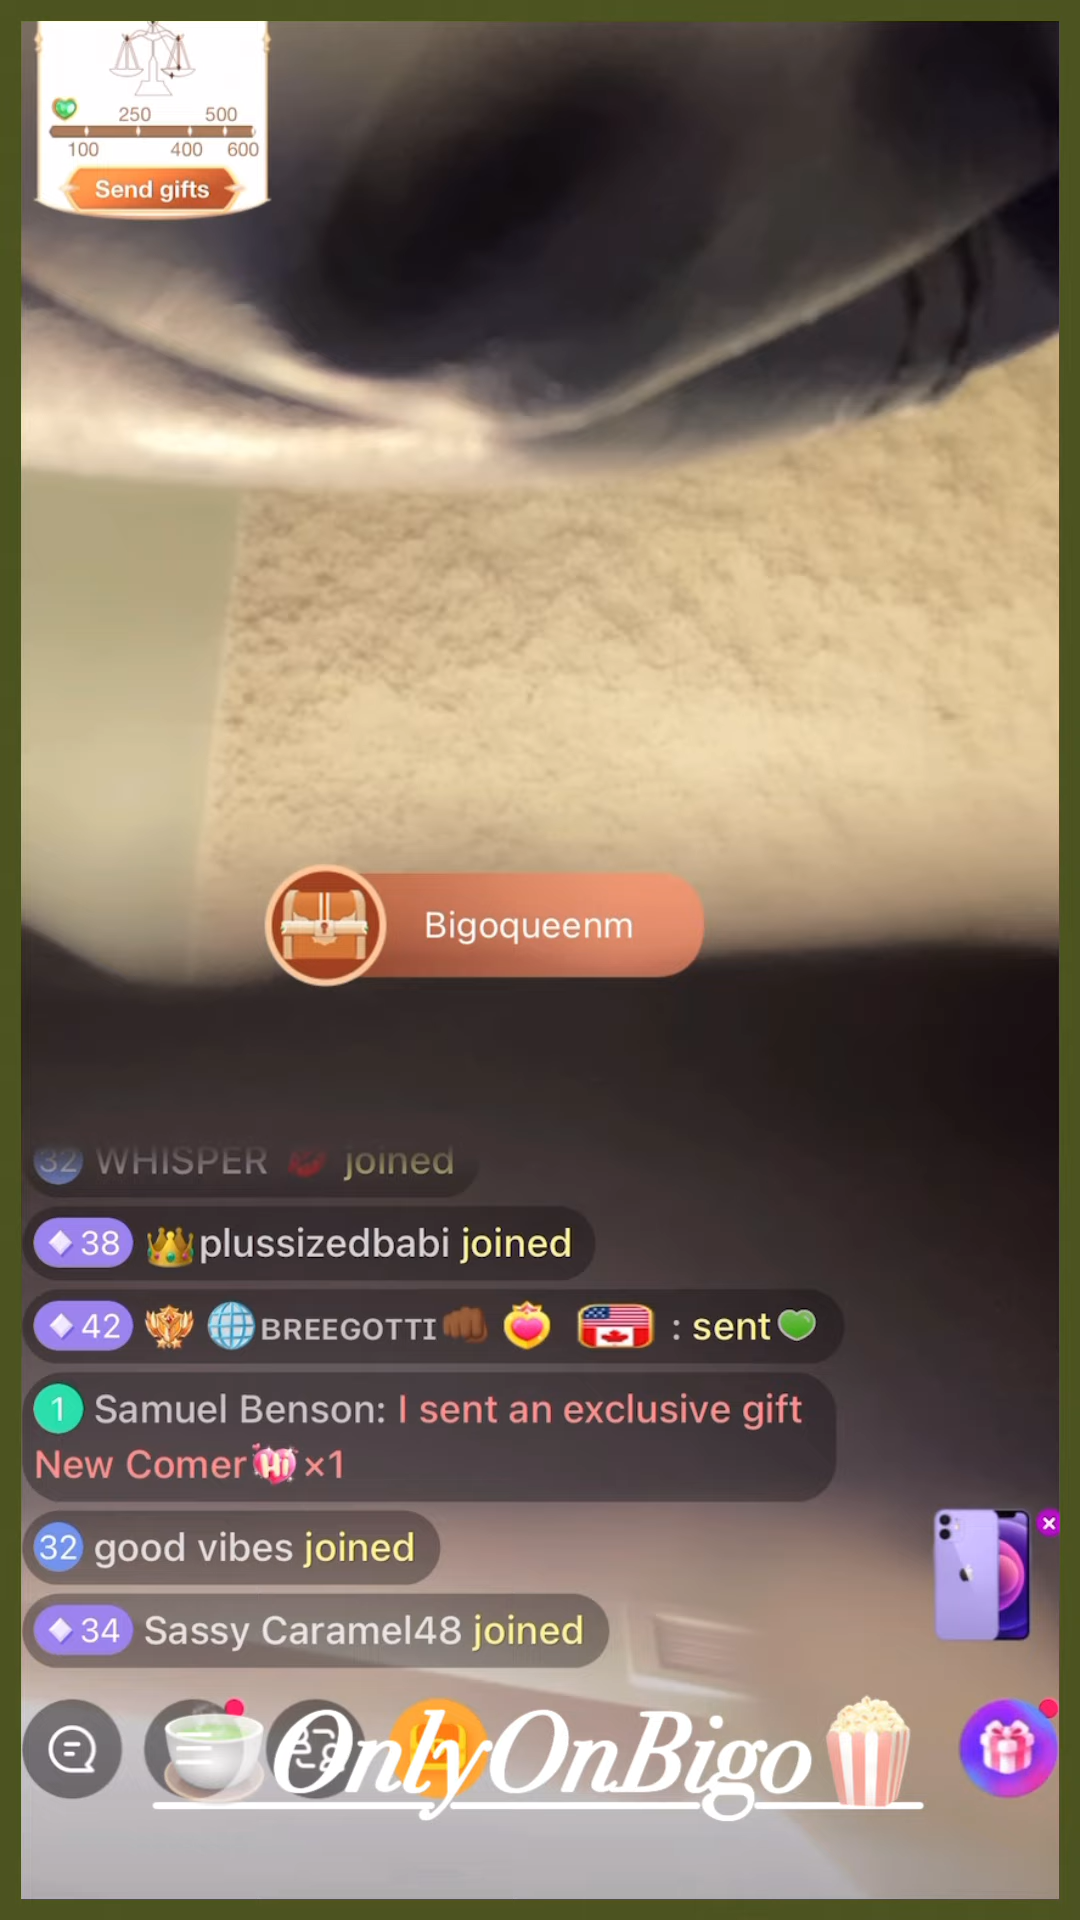 250 500
100 400 600
Send gifts
Bigoqueenm
32 WHISPER 💋 joined
38 👑plussizedbabi joined
42 🌐BREEGOTTI👊🏾 : sent💚
1 Samuel Benson: I sent an exclusive gift
New Comer Hi ×1
32 good vibes joined
34 Sassy Caramel48 joined
🍵OnlyOnBigo🍿